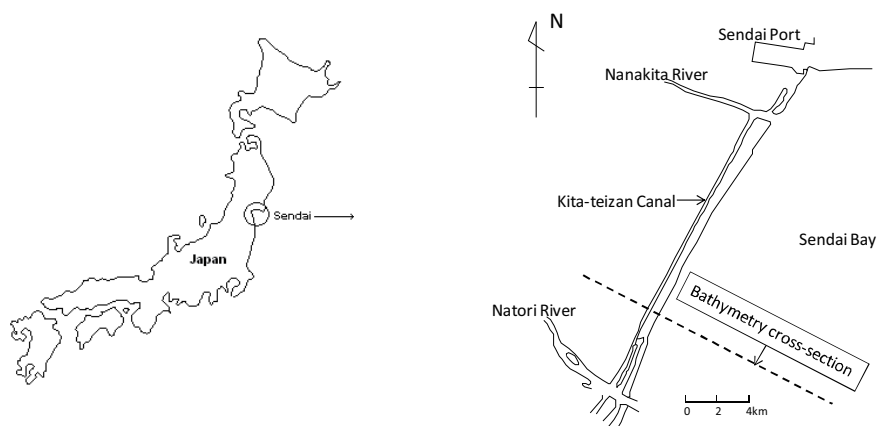 Sendai
Japan
N
Sendai Port
Nanakita River
Kita-teizan Canal
Sendai Bay
Bathymetry cross-section
Natori River
0 2 4km